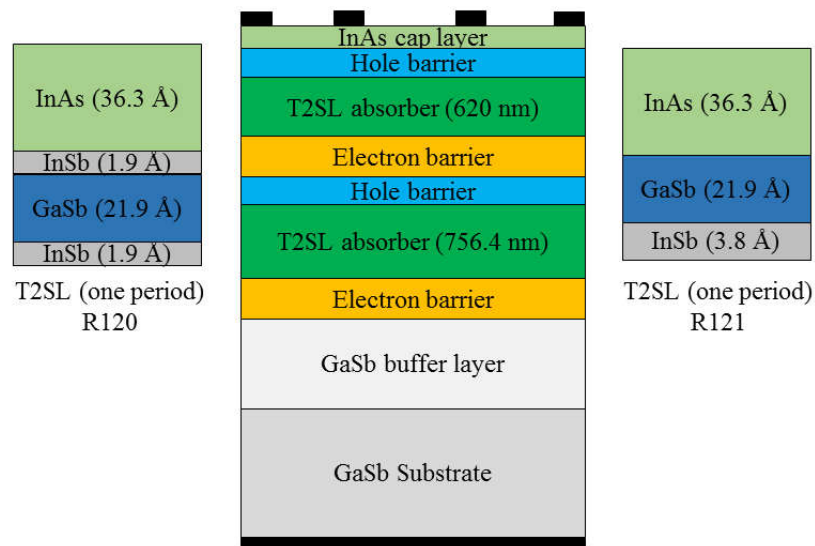 InAs (36.3 Å)
InSb (1.9 Å)
GaSb (21.9 Å)
InSb (1.9 Å)
T2SL (one period)
R120
InAs cap layer
Hole barrier
T2SL absorber (620 nm)
Electron barrier
Hole barrier
T2SL absorber (756.4 nm)
Electron barrier
GaSb buffer layer
GaSb Substrate
InAs (36.3 Å)
GaSb (21.9 Å)
InSb (3.8 Å)
T2SL (one period)
R121